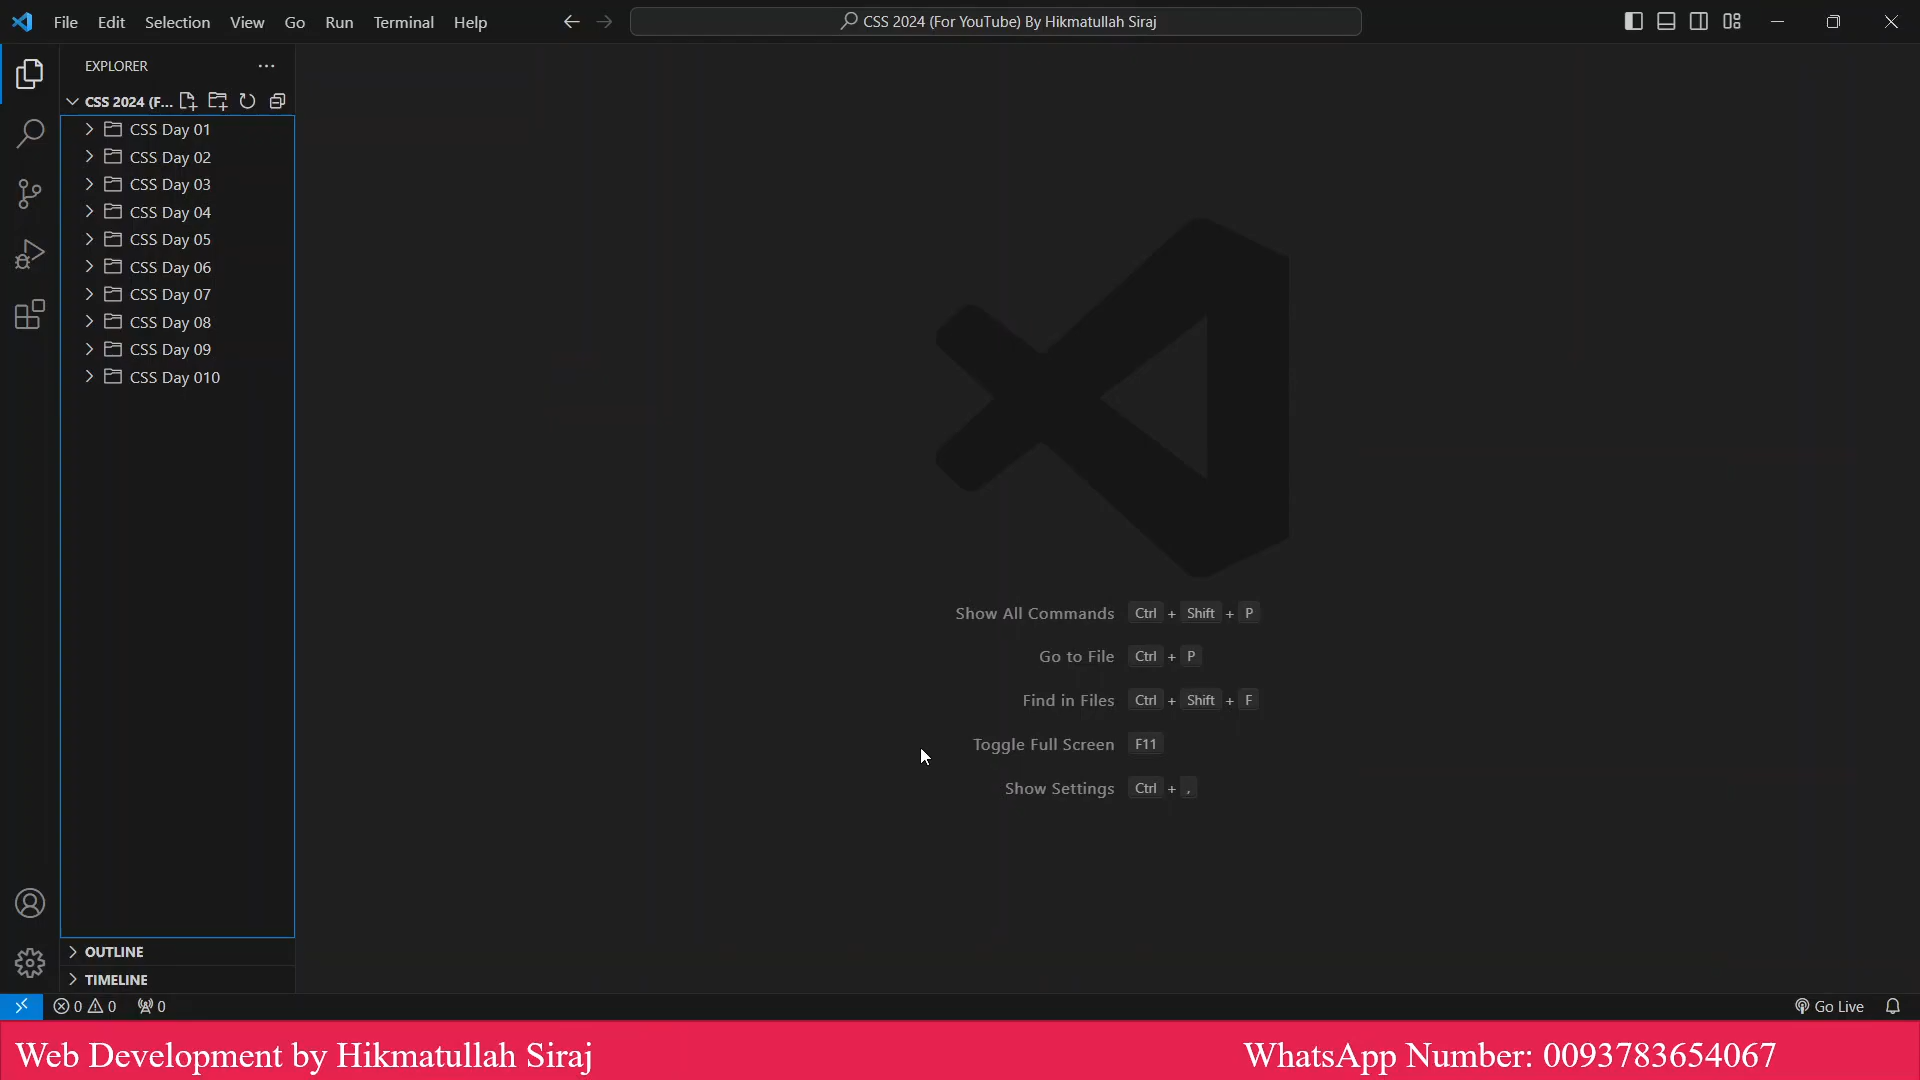 File Edit Selection View Go Run Terminal Help
CSS 2024 (For YouTube) By Hikmatullah Siraj
EXPLORER
CSS 2024 (F...
CSS Day 01
CSS Day 02
CSS Day 03
CSS Day 04
CSS Day 05
CSS Day 06
CSS Day 07
CSS Day 08
CSS Day 09
CSS Day 010
Show All Commands Ctrl + Shift + P
Go to File Ctrl + P
Find in Files Ctrl + Shift + F
Toggle Full Screen F11
Show Settings Ctrl + ,
OUTLINE
TIMELINE
0 0 0
Go Live
Web Development by Hikmatullah Siraj
WhatsApp Number: 0093783654067